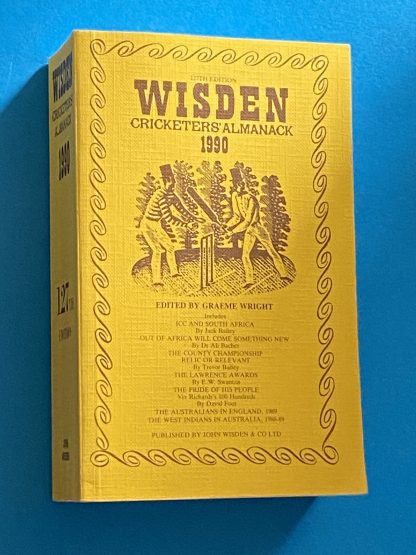 127TH EDITION
WISDEN
CRICKETERS' ALMANACK
1990
EDITED BY GRAEME WRIGHT
Includes
ICC AND SOUTH AFRICA
By Jack Bailey
OUT OF AFRICA WILL COME SOMETHING NEW
By Dr Ali Bacher
THE COUNTY CHAMPIONSHIP
RELIC OR RELEVANT
By Trevor Bailey
THE LAWRENCE AWARDS
By E.W. Swanton
THE PRIDE OF HIS PEOPLE
Viv Richards's 100 Hundreds
By David Foot
THE AUSTRALIANS IN ENGLAND, 1989
THE WEST INDIANS IN AUSTRALIA, 1988-89
PUBLISHED BY JOHN WISDEN & CO LTD
WISDEN
CRICKETERS'
ALMANACK
1990
127TH
EDITION
JOHN
WISDEN